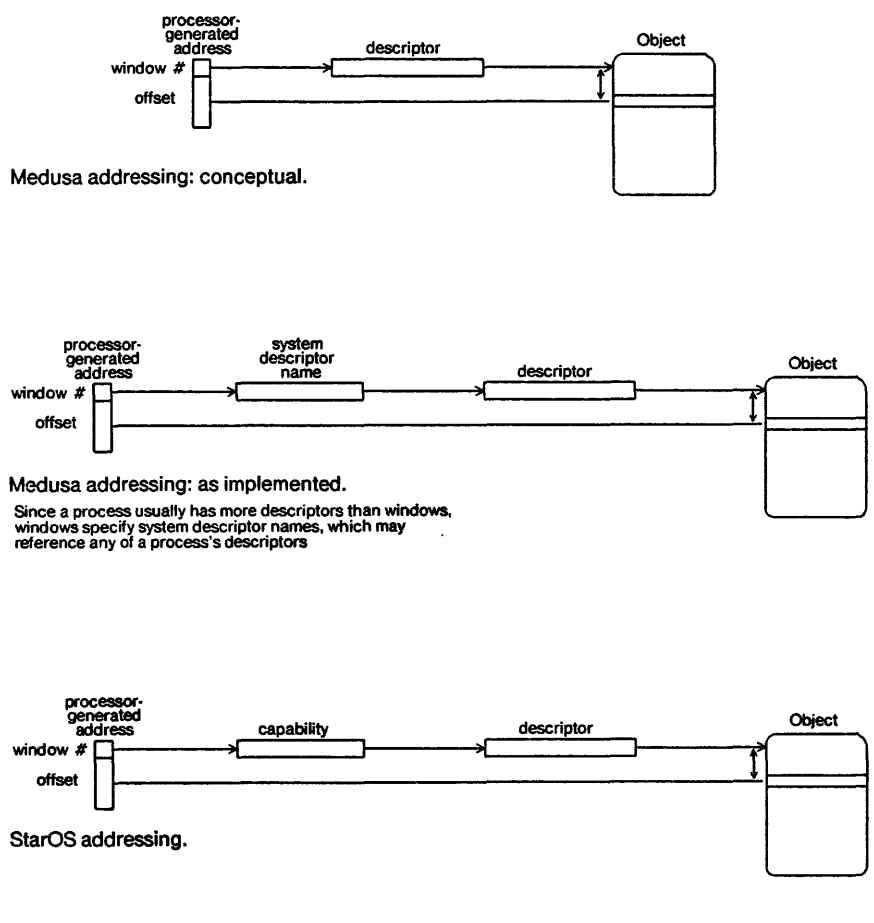 processor-
generated
address
descriptor
Object
window #
offset
Medusa addressing: conceptual.
processor-
generated
address
system
descriptor
name
descriptor
Object
window #
offset
Medusa addressing: as implemented.
Since a process usually has more descriptors than windows,
windows specify system descriptor names, which may
reference any of a process's descriptors
processor-
generated
address
capability
descriptor
Object
window #
offset
StarOS addressing.